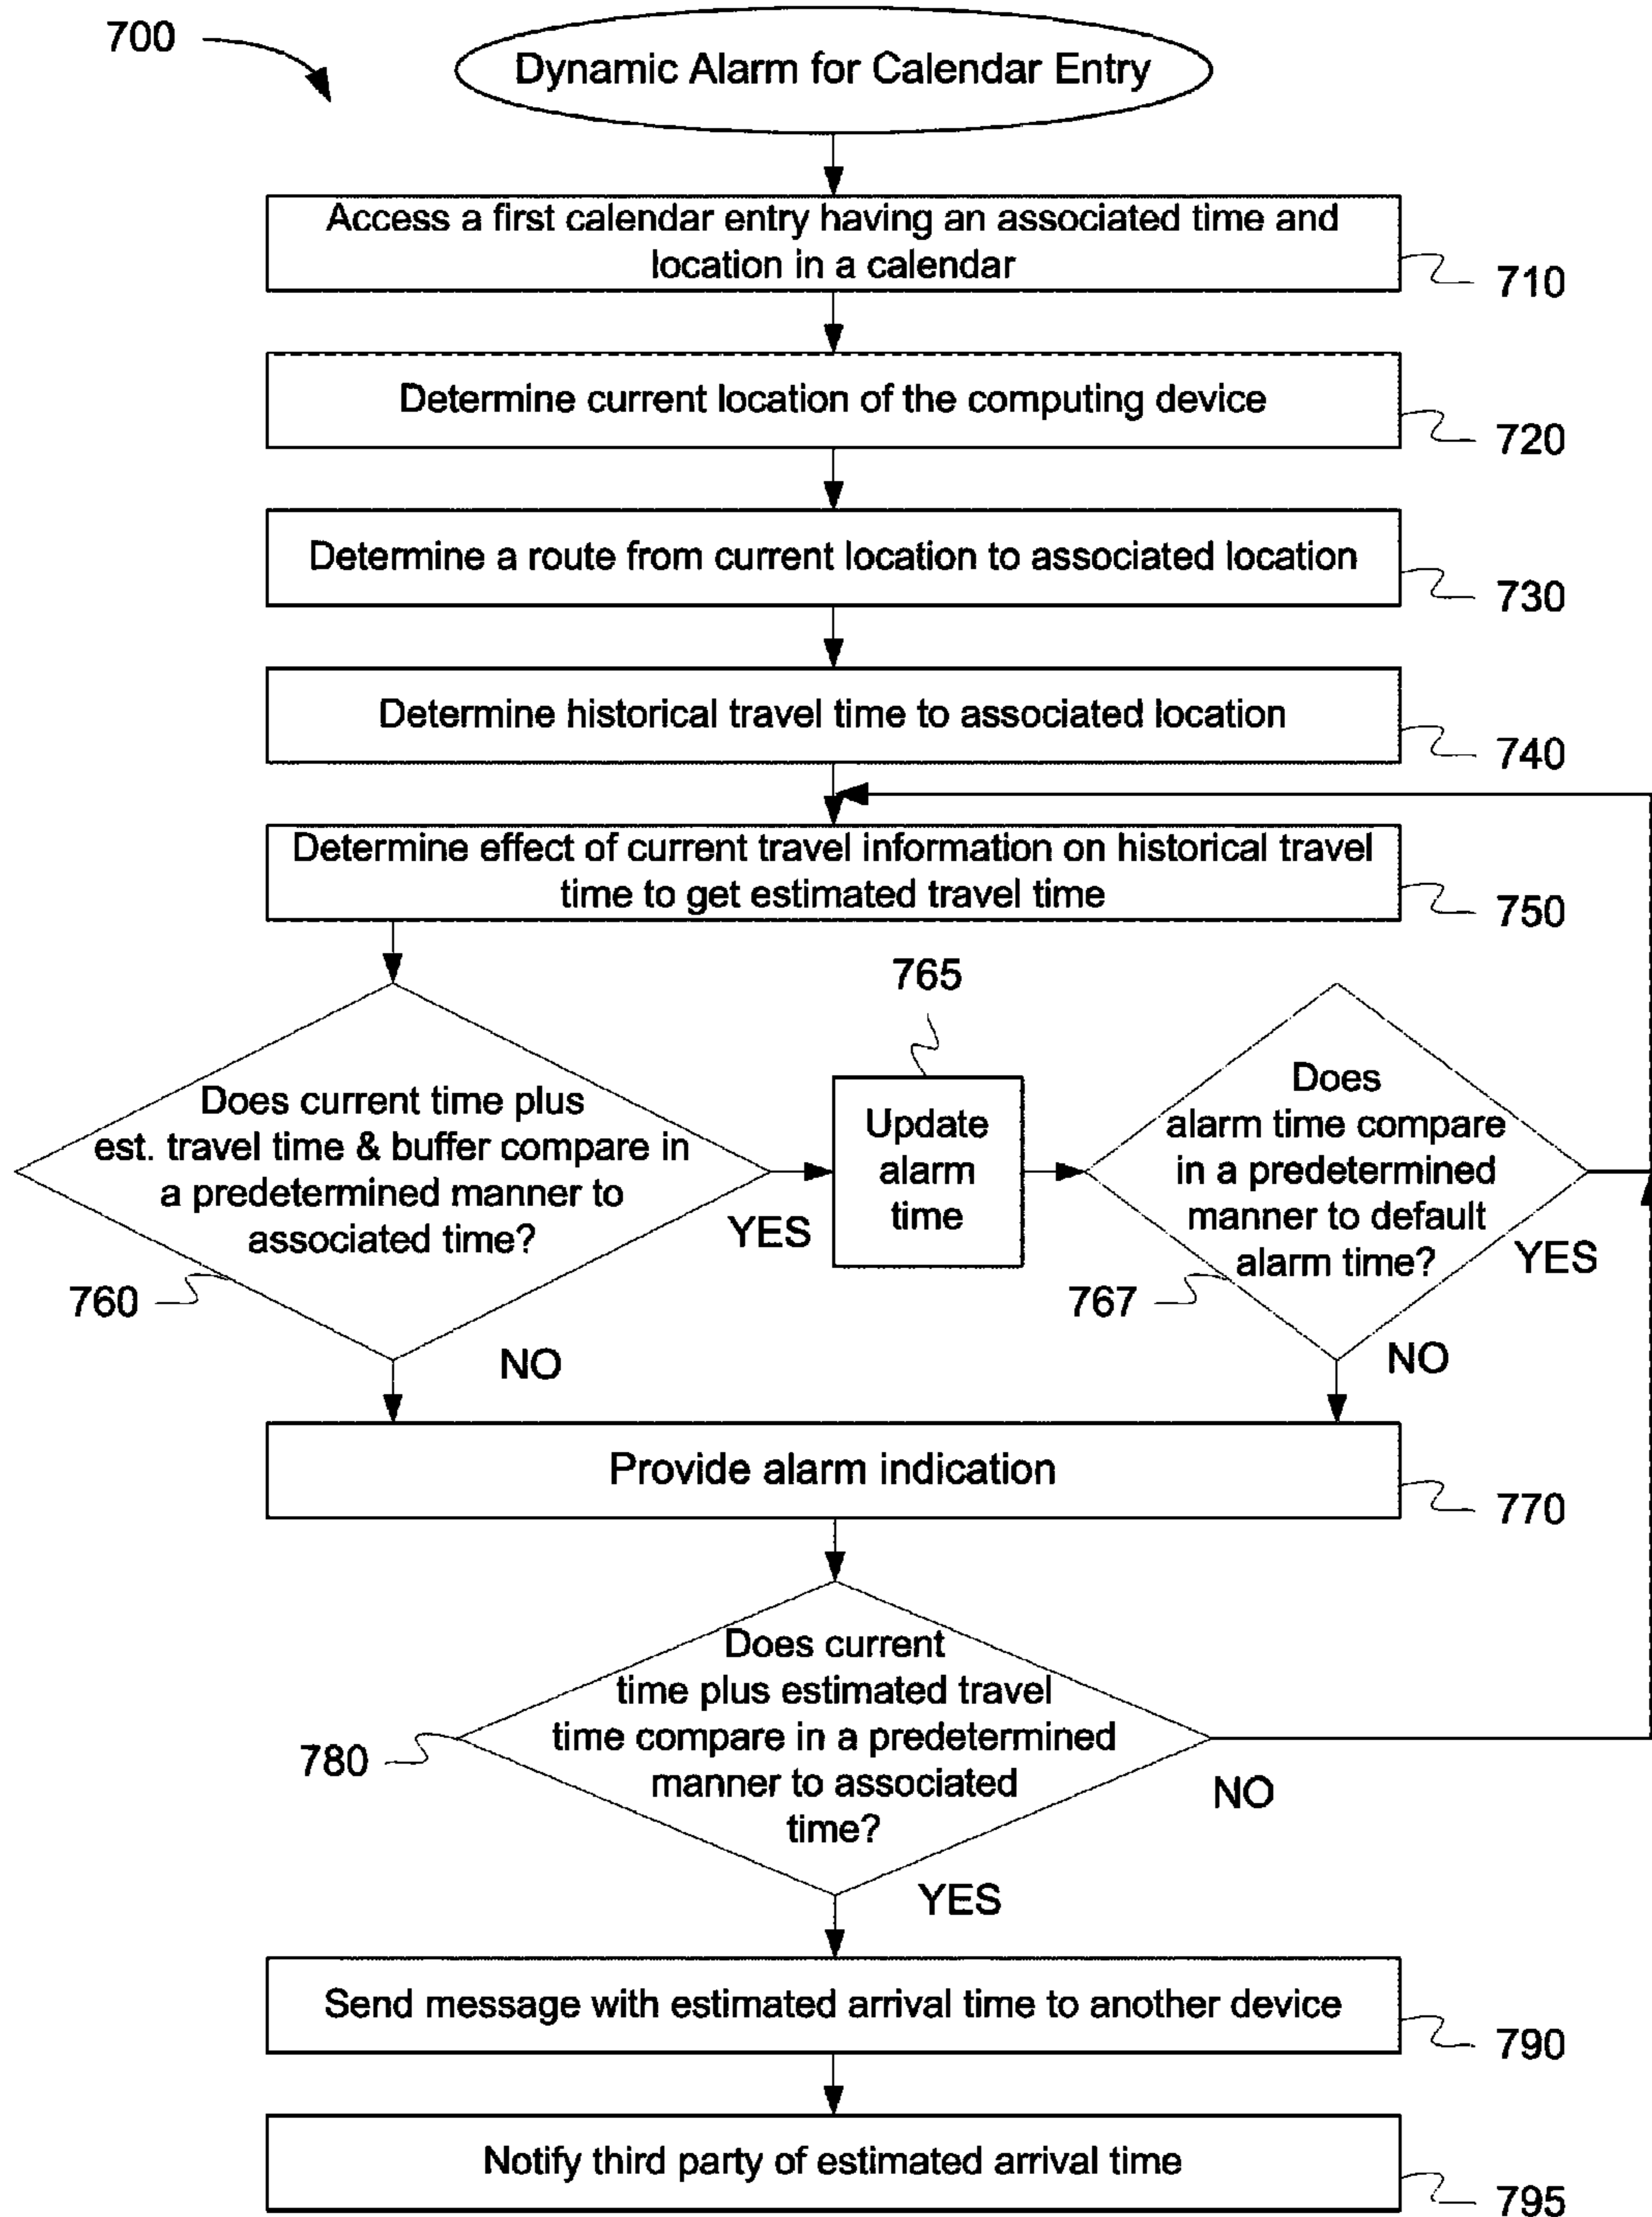 700
Dynamic Alarm for Calendar Entry
Access a first calendar entry having an associated time and
location in a calendar
710
Determine current location of the computing device
720
Determine a route from current location to associated location
730
Determine historical travel time to associated location
740
Determine effect of current travel information on historical travel
time to get estimated travel time
750
Does current time plus
est. travel time & buffer compare in
a predetermined manner to
associated time?
760
YES
NO
765
Update
alarm
time
Does
alarm time compare
in a predetermined
manner to default
alarm time?
767
YES
NO
Provide alarm indication
770
Does current
time plus estimated travel
time compare in a predetermined
manner to associated
time?
780
NO
YES
Send message with estimated arrival time to another device
790
Notify third party of estimated arrival time
795